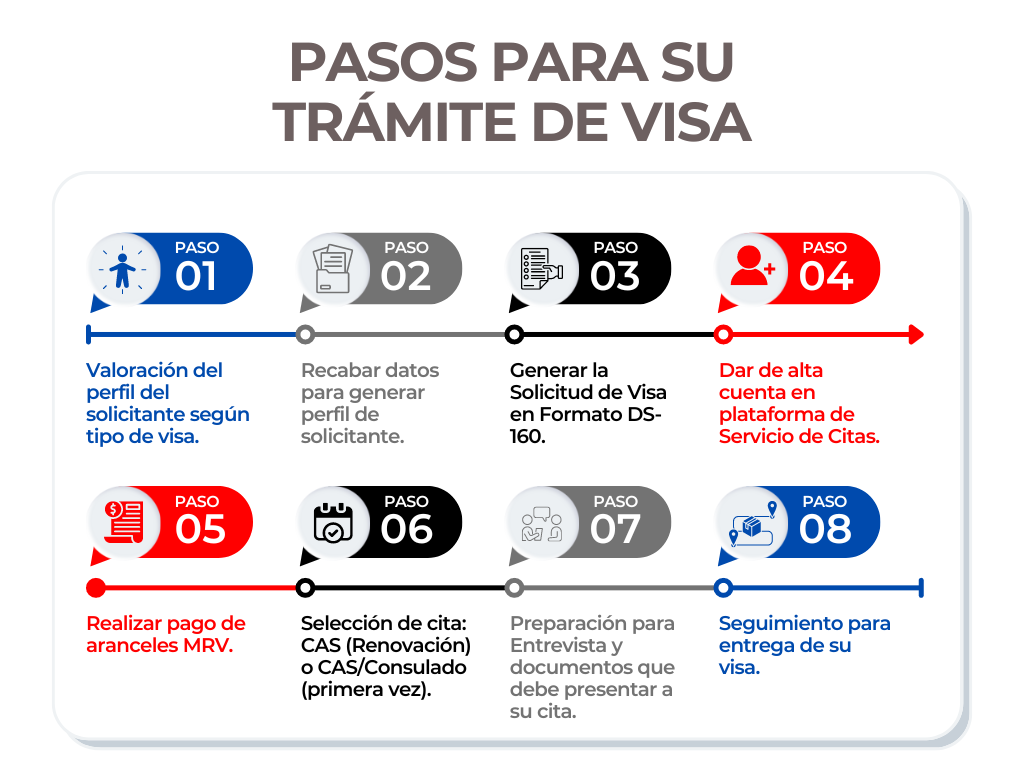 PASOS PARA SU
TRÁMITE DE VISA
PASO
01
Valoración del
perfil del
solicitante según
tipo de visa.
PASO
02
Recabar datos
para generar
perfil de
solicitante.
PASO
03
Generar la
Solicitud de Visa
en Formato DS-
160.
PASO
04
Dar de alta
cuenta en
plataforma de
Servicio de Citas.
PASO
05
Realizar pago de
aranceles MRV.
PASO
06
Selección de cita:
CAS (Renovación)
o CAS/Consulado
(primera vez).
PASO
07
Preparación para
Entrevista y
documentos que
debe presentar a
su cita.
PASO
08
Seguimiento para
entrega de su
visa.